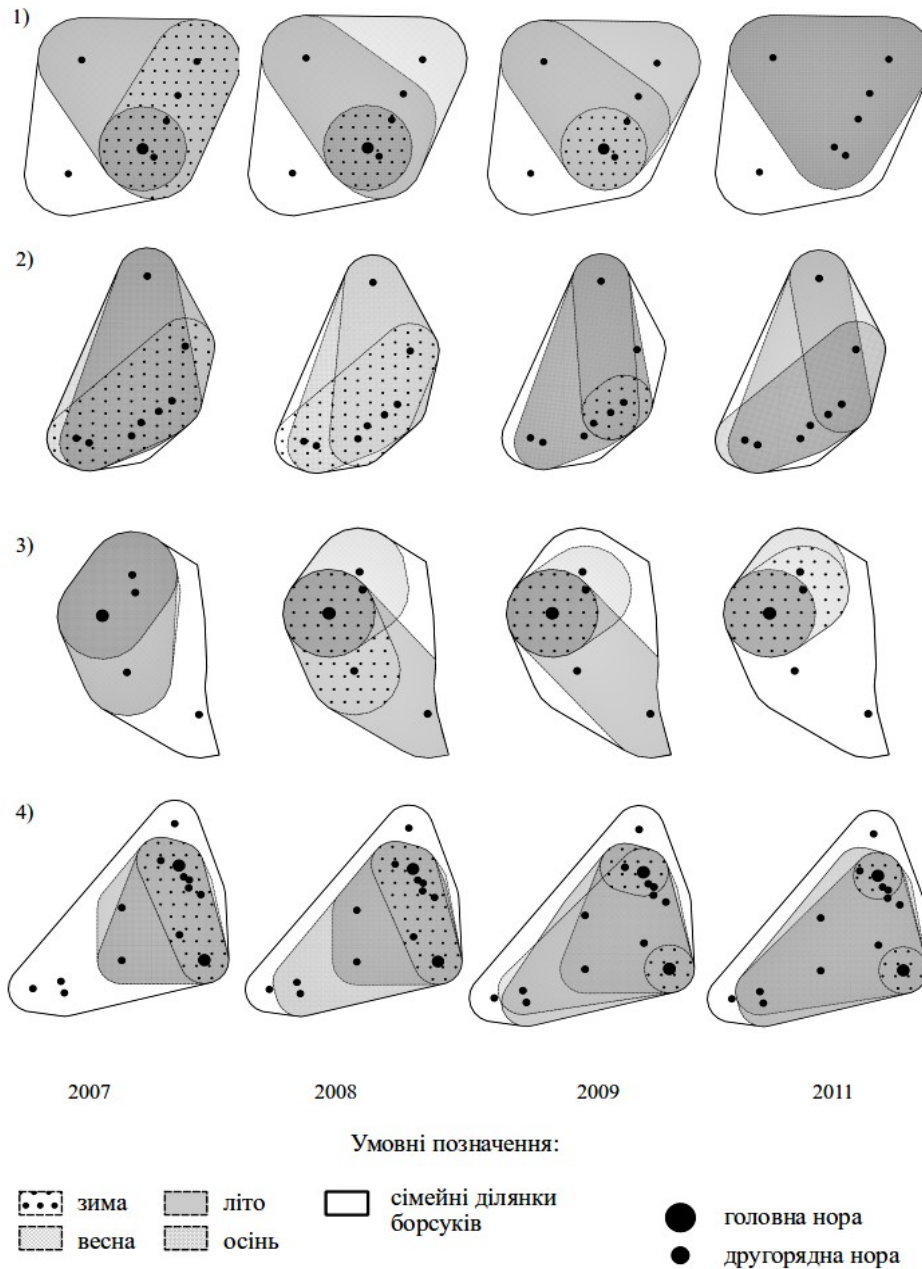 1)
2)
3)
4)
2007 2008 2009 2011
Умовні позначення:
зима літо сімейні ділянки борсуків головна нора
весна осінь другорядна нора